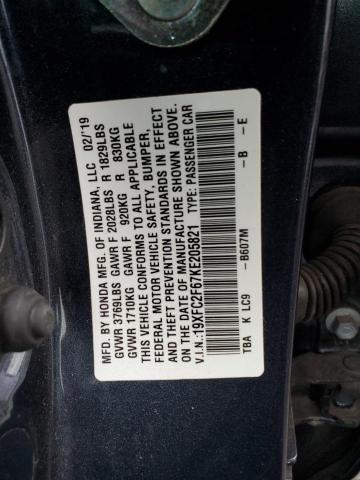 MFD. BY HONDA MFG. OF INDIANA, LLC 02/'19
GVWR 3769LBS GAWR F 2028LBS R 1829LBS
GVWR 1710KG GAWR F 920KG R 830KG
THIS VEHICLE CONFORMS TO ALL APPLICABLE
FEDERAL MOTOR VEHICLE SAFETY, BUMPER,
AND THEFT PREVENTION STANDARDS IN EFFECT
ON THE DATE OF MANUFACTURE SHOWN ABOVE.
V.I.N.:19XFC2F67KE205821 TYPE: PASSENGER CAR
TBA K LC9 -B607M -B -E